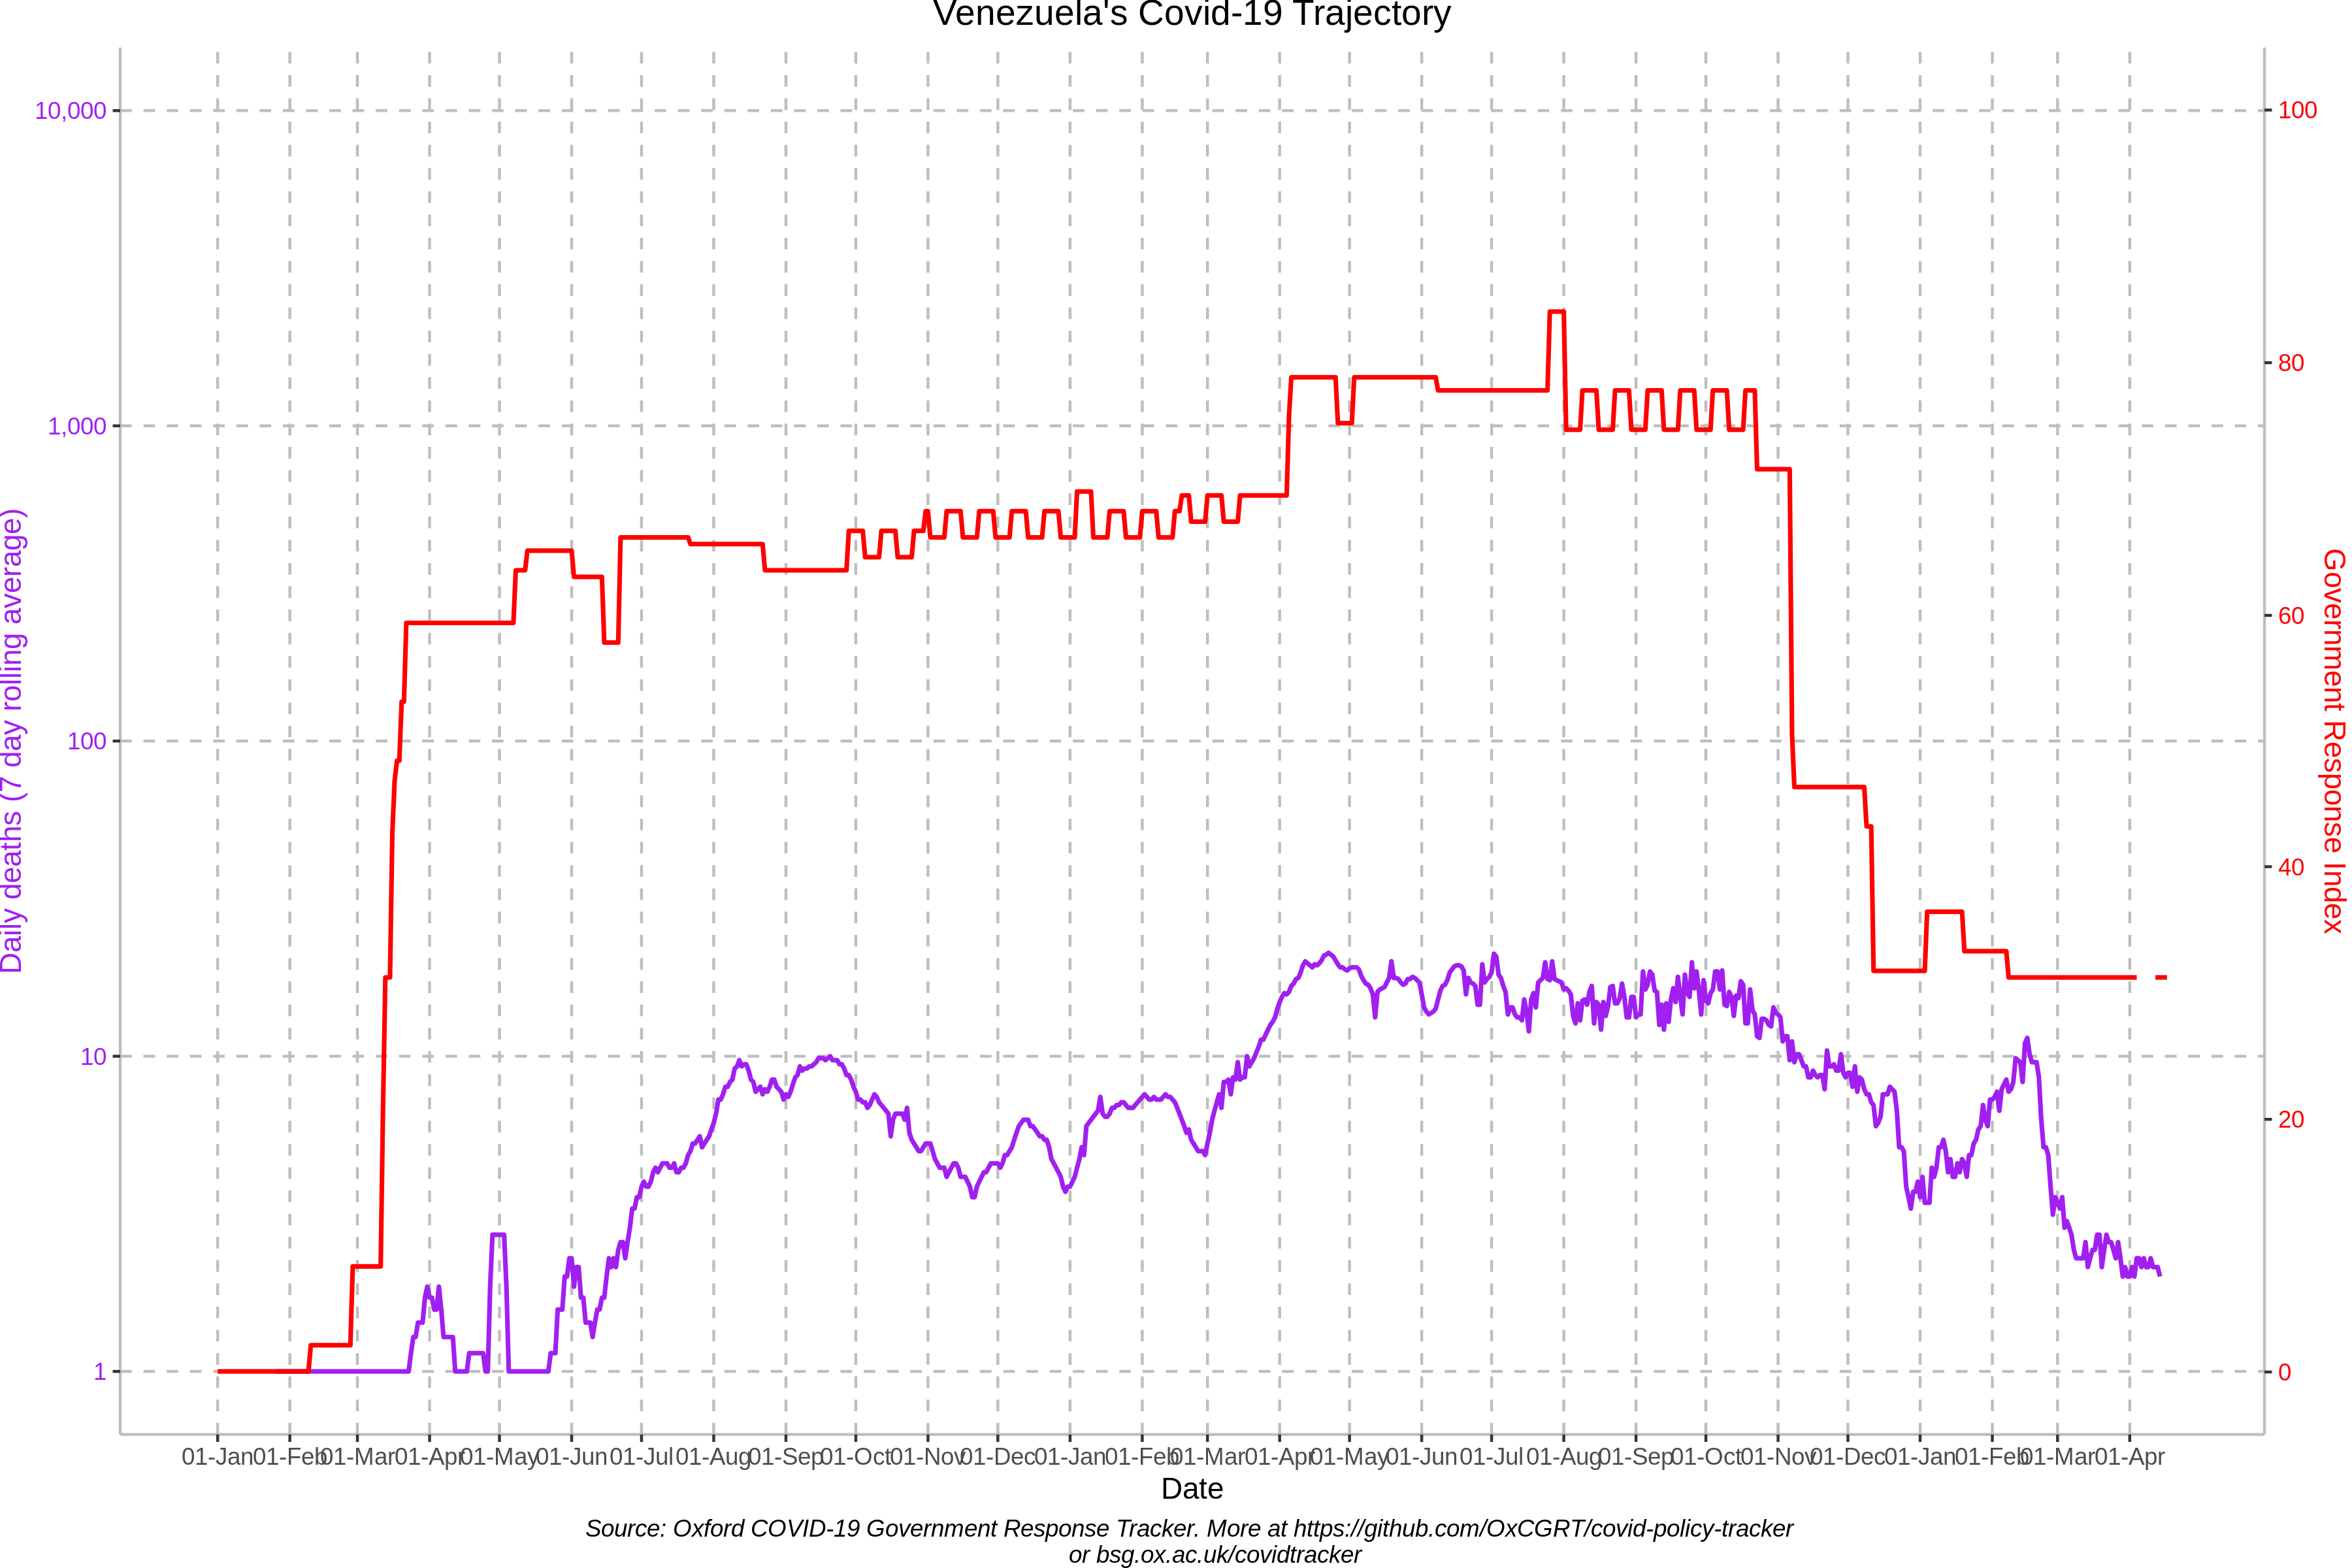 Venezuela's Covid-19 Trajectory
10,000
1,000
100
10
1
Daily deaths (7 day rolling average)
100
80
60
40
20
0
Government Response Index
01-Jan 01-Feb 01-Mar 01-Apr 01-May 01-Jun 01-Jul 01-Aug 01-Sep 01-Oct 01-Nov 01-Dec 01-Jan 01-Feb 01-Mar 01-Apr 01-May 01-Jun 01-Jul 01-Aug 01-Sep 01-Oct 01-Nov 01-Dec 01-Jan 01-Feb 01-Mar 01-Apr
Date
Source: Oxford COVID-19 Government Response Tracker. More at https://github.com/OxCGRT/covid-policy-tracker
or bsg.ox.ac.uk/covidtracker